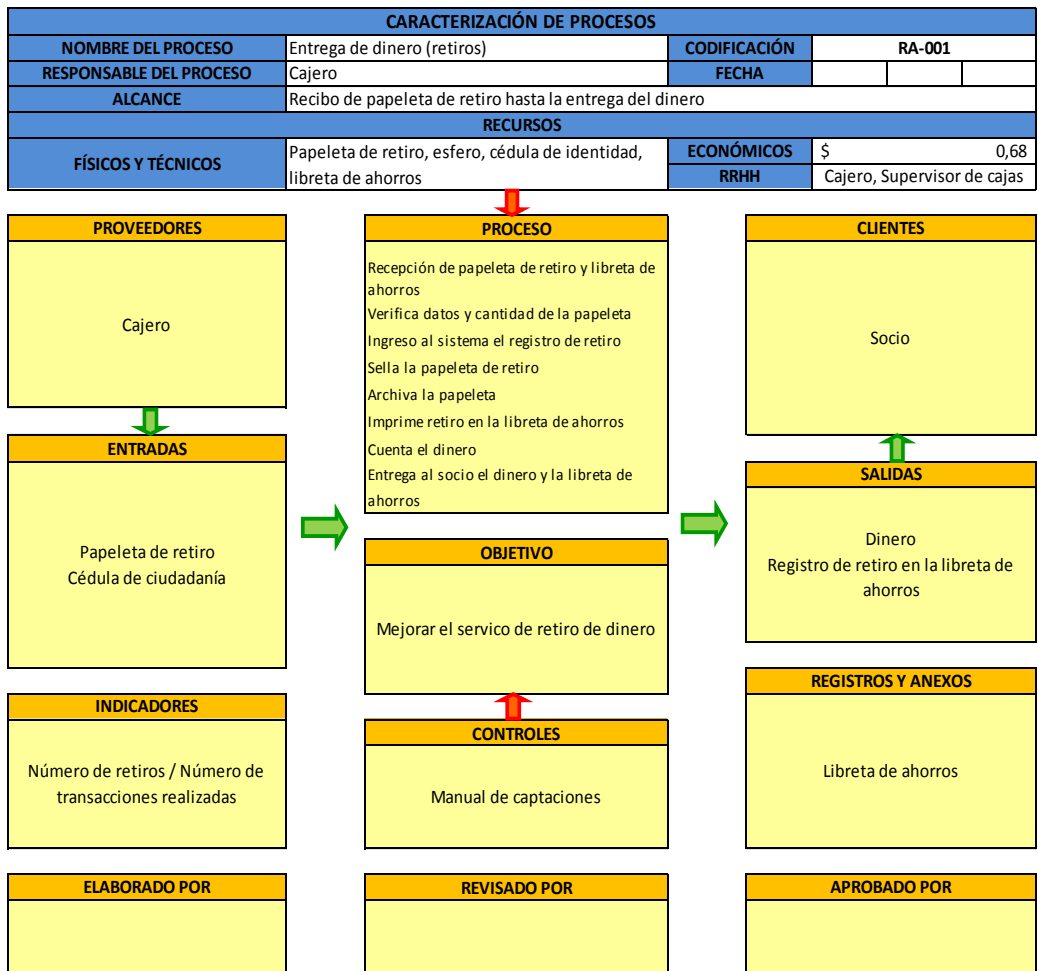 CARACTERIZACIÓN DE PROCESOS
NOMBRE DEL PROCESO Entrega de dinero (retiros) CODIFICACIÓN RA-001
RESPONSABLE DEL PROCESO Cajero FECHA
ALCANCE Recibo de papeleta de retiro hasta la entrega del dinero
RECURSOS
FÍSICOS Y TÉCNICOS
Papeleta de retiro, esfero, cédula de identidad,
libreta de ahorros
ECONÓMICOS $ 0,68
RRHH Cajero, Supervisor de cajas
PROVEEDORES
Cajero
ENTRADAS
Papeleta de retiro
Cédula de ciudadanía
INDICADORES
Número de retiros / Número de
transacciones realizadas
PROCESO
Recepción de papeleta de retiro y libreta de
ahorros
Verifica datos y cantidad de la papeleta
Ingreso al sistema el registro de retiro
Sella la papeleta de retiro
Archiva la papeleta
Imprime retiro en la libreta de ahorros
Cuenta el dinero
Entrega al socio el dinero y la libreta de
ahorros
OBJETIVO
Mejorar el servico de retiro de dinero
CONTROLES
Manual de captaciones
CLIENTES
Socio
SALIDAS
Dinero
Registro de retiro en la libreta de
ahorros
REGISTROS Y ANEXOS
Libreta de ahorros
ELABORADO POR
REVISADO POR
APROBADO POR